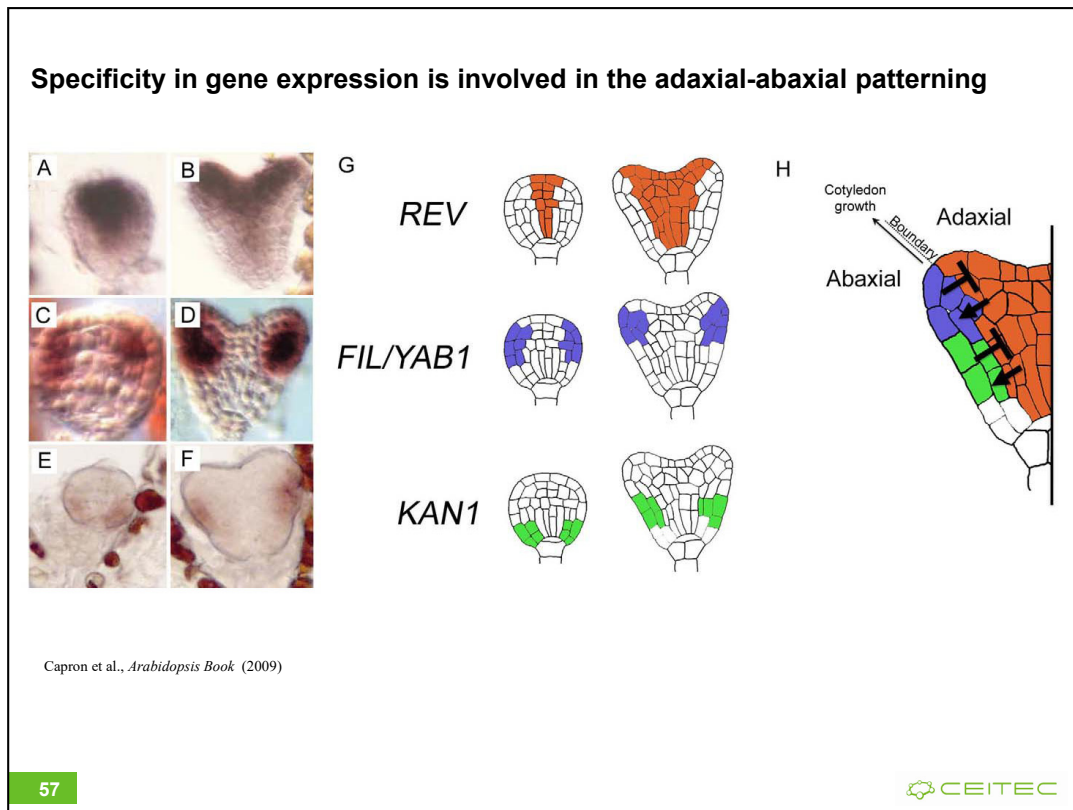 Specificity in gene expression is involved in the adaxial-abaxial patterning
A
B
C
D
E
F
G
REV
FIL/YAB1
KAN1
H
Cotyledon
growth
Boundary
Adaxial
Abaxial
Capron et al., Arabidopsis Book (2009)
57
CEITEC